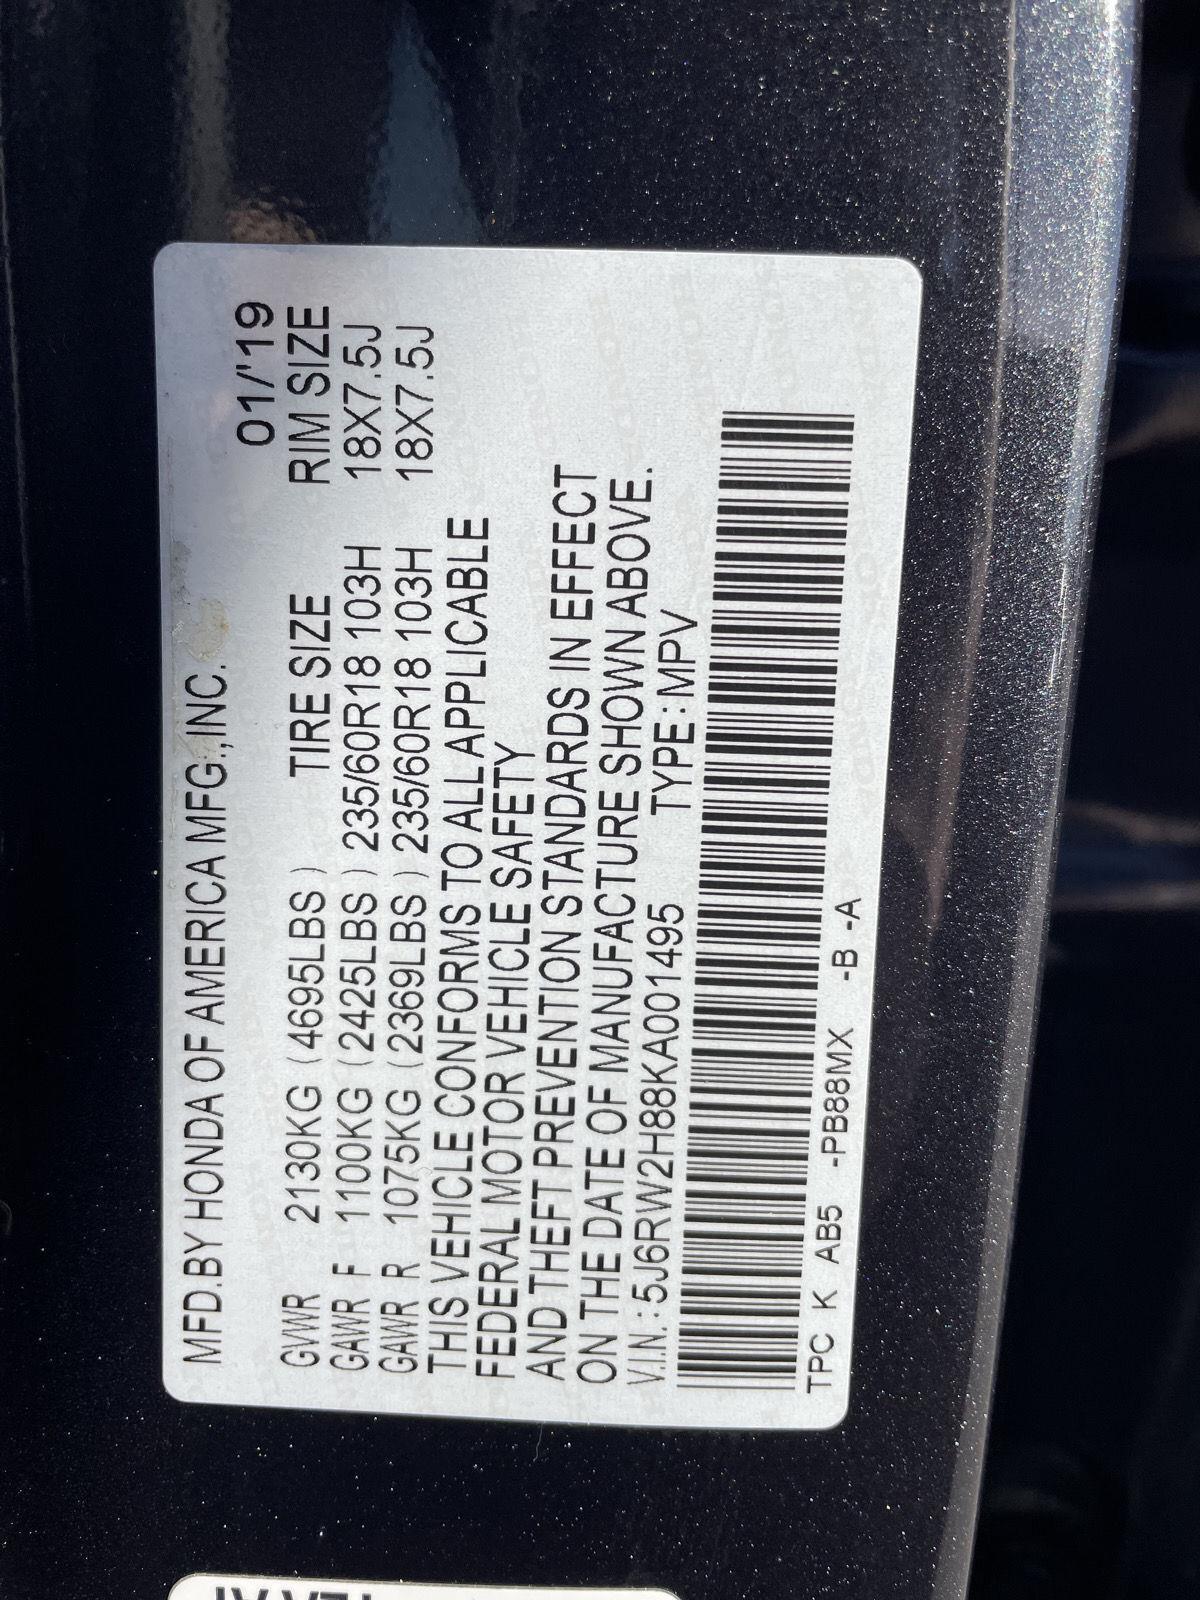 MFD.BY HONDA OF AMERICA MFG.,INC.
01/'19
GVWR 2130KG (4695LBS) TIRE SIZE RIM SIZE
GAWR F 1100KG (2425LBS) 235/60R18 103H 18X7.5J
GAWR R 1075KG (2369LBS) 235/60R18 103H 18X7.5J
THIS VEHICLE CONFORMS TO ALL APPLICABLE
FEDERAL MOTOR VEHICLE SAFETY
AND THEFT PREVENTION STANDARDS IN EFFECT
ON THE DATE OF MANUFACTURE SHOWN ABOVE.
V.I.N.:5J6RW2H88KA001495 TYPE:MPV
TPC K AB5 -PB88MX -B -A